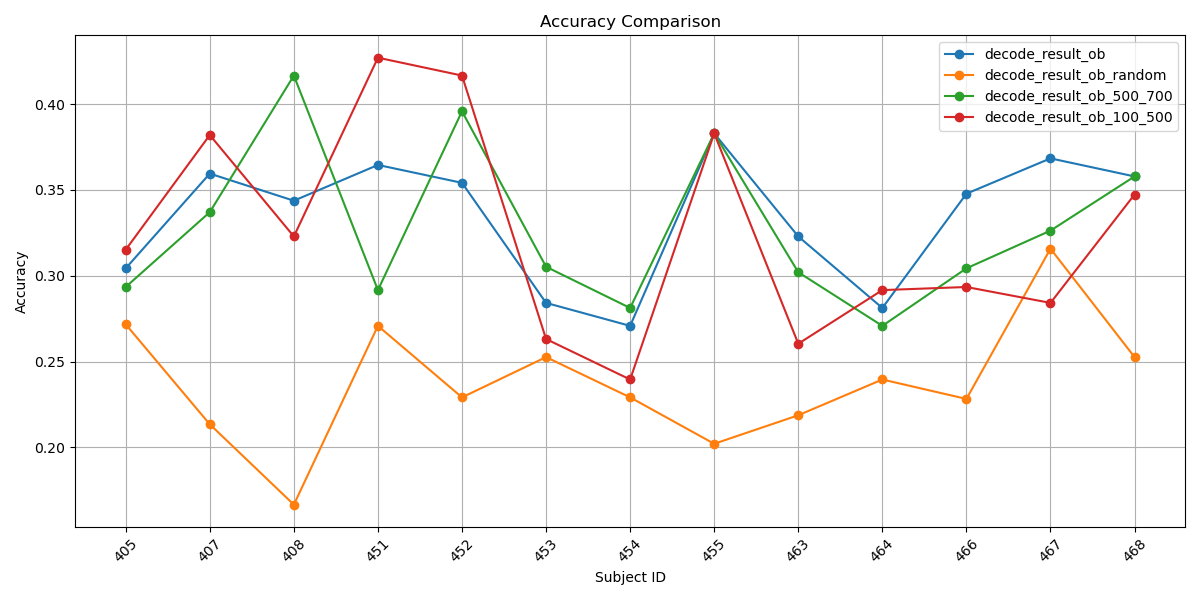 Accuracy Comparison
decode_result_ob
decode_result_ob_random
decode_result_ob_500_700
decode_result_ob_100_500
Accuracy
0.40
0.35
0.30
0.25
0.20
405 407 408 451 452 453 454 455 463 464 466 467 468
Subject ID